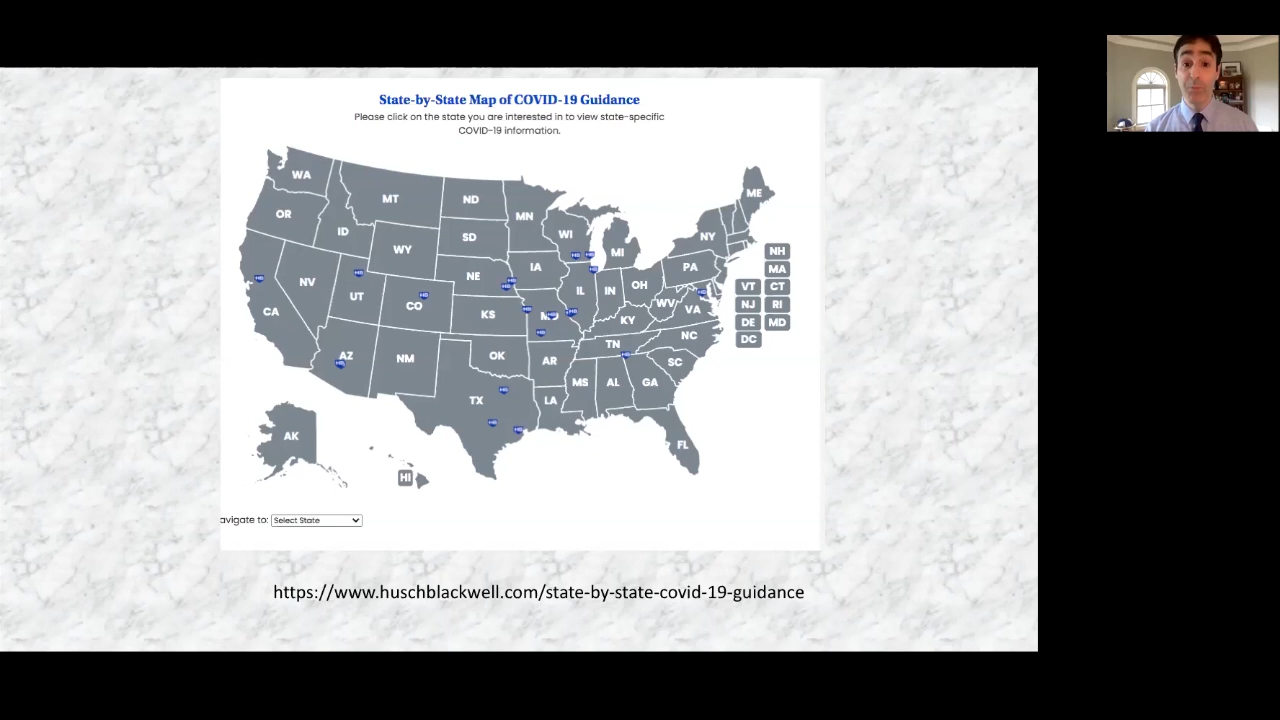 State-by-State Map of COVID-19 Guidance
Please click on the state you are interested in to view state-specific
COVID-19 information.
WA
MT
ND
MN
ME
OR
ID
WY
SD
WI
MI
NY
NH
MA
VT
CT
NJ
RI
DE
MD
DC
NV
UT
CO
NE
IA
IL
IN
OH
PA
WV
VA
CA
KS
KY
NC
TN
SC
AZ
NM
OK
AR
MS
AL
GA
TX
LA
FL
AK
HI
avigate to: Select State
https://www.huschblackwell.com/state-by-state-covid-19-guidance